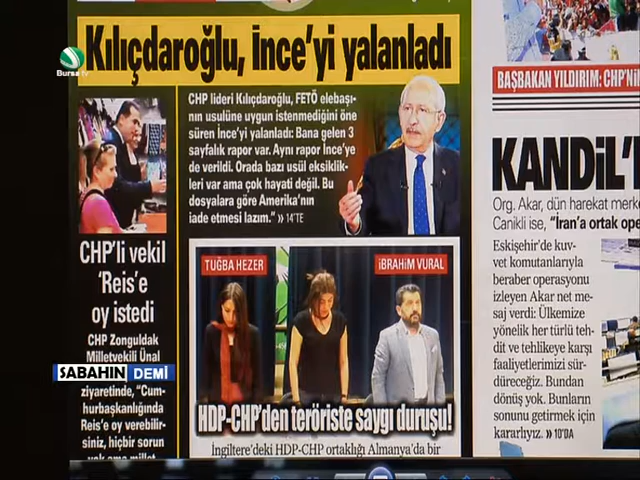 Kılıçdaroğlu, İnce'yi yalanladı
Bursa tv
CHP lideri Kılıçdaroğlu, FETÖ elebaşı-
nın usulüne uygun istenmediğini öne
süren İnce'yi yalanladı: Bana gelen 3
sayfalık rapor var. Aynı rapor İnce'ye
de verildi. Orada bazı usül eksiklik-
leri var ama çok hayati değil. Bu
dosyalara göre Amerika'nın
iade etmesi lazım." »14'TE
CHP'li vekil
'Reis'e
oy istedi
CHP Zonguldak
Milletvekili Ünal
SABAHIN DEMİ
ziyaretinde, "Cum-
hurbaşkanlığında
Reis'e oy verebilir-
siniz, hiçbir sorun
yok ama millet
TUĞBA HEZER
İBRAHİM VURAL
HDP-CHP'den teröriste saygı duruşu!
İngiltere'deki HDP-CHP ortaklığı Almanya'da bir
BAŞBAKAN YILDIRIM: CHP'NİN
KANDİL'
Org. Akar, dün harekat merke
Canikli ise, "İran'a ortak ope
Eskişehir'de kuv-
vet komutanlarıyla
beraber operasyonu
izleyen Akar net me-
saj verdi: Ülkemize
yönelik her türlü teh-
dit ve tehlikeye karşı
faaliyetlerimizi sür-
düreceğiz. Bundan
dönüş yok. Bunların
sonunu getirmek için
kararlıyız. »10'DA